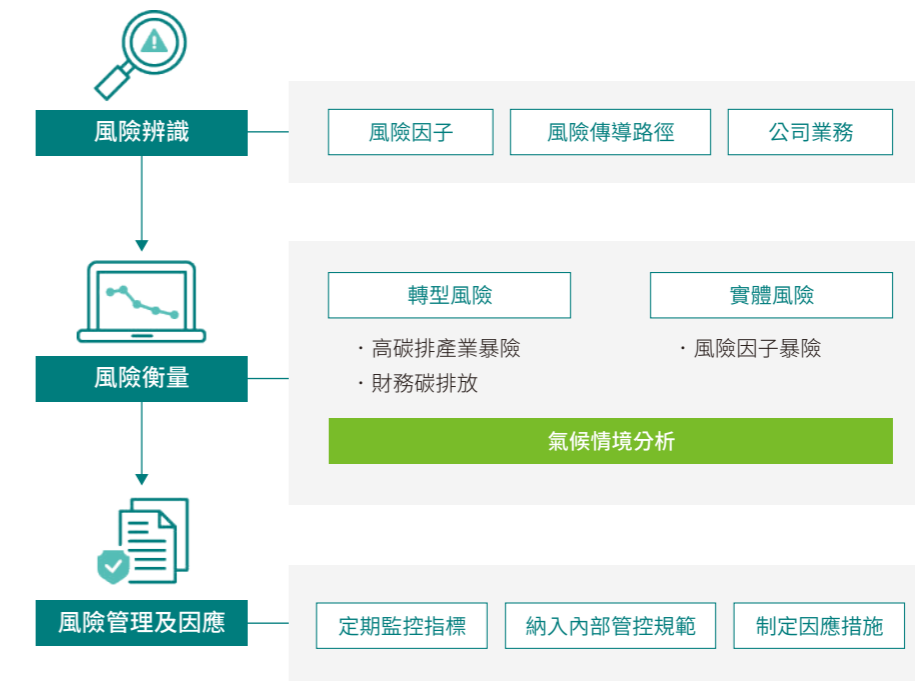 風險辨識
風險因子
風險傳導路徑
公司業務
風險衡量
轉型風險
實體風險
・高碳排產業暴險
・財務碳排放
・風險因子暴險
氣候情境分析
風險管理及因應
定期監控指標
納入內部管控規範
制定因應措施